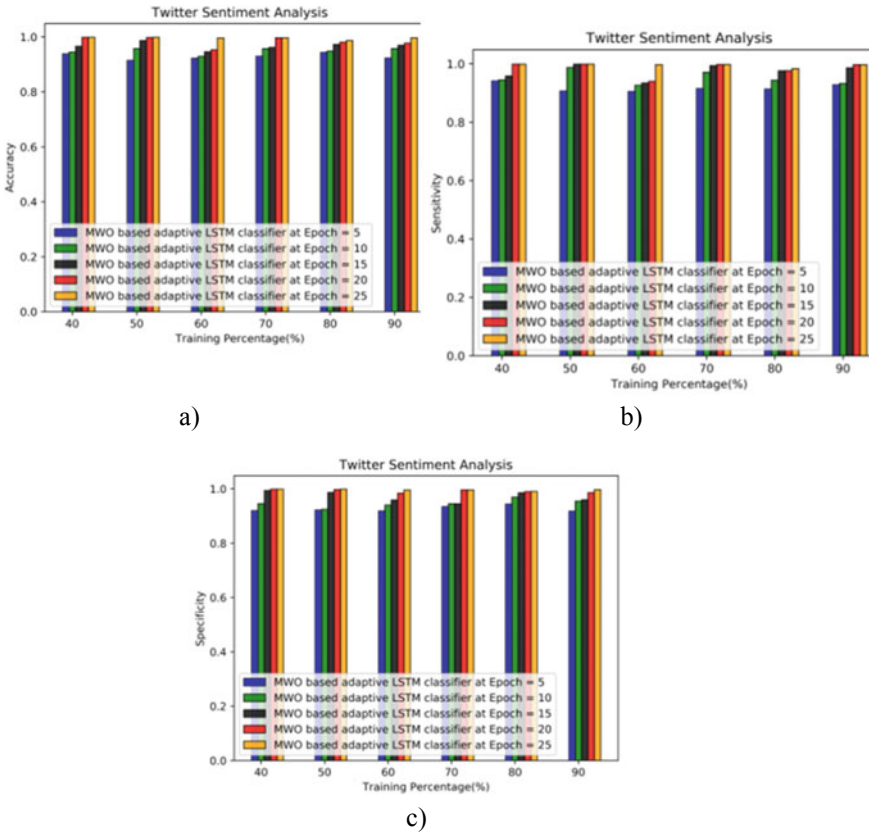 Twitter Sentiment Analysis
1.0
0.8
0.6
0.4
0.2
0.0
Accuracy
MWO based adaptive LSTM classifier at Epoch = 5
MWO based adaptive LSTM classifier at Epoch = 10
MWO based adaptive LSTM classifier at Epoch = 15
MWO based adaptive LSTM classifier at Epoch = 20
MWO based adaptive LSTM classifier at Epoch = 25
40 50 60 70 80 90
Training Percentage(%)
a)
Twitter Sentiment Analysis
1.0
0.8
0.6
0.4
0.2
0.0
Sensitivity
MWO based adaptive LSTM classifier at Epoch = 5
MWO based adaptive LSTM classifier at Epoch = 10
MWO based adaptive LSTM classifier at Epoch = 15
MWO based adaptive LSTM classifier at Epoch = 20
MWO based adaptive LSTM classifier at Epoch = 25
40 50 60 70 80 90
Training Percentage(%)
b)
Twitter Sentiment Analysis
1.0
0.8
0.6
0.4
0.2
0.0
Specificity
MWO based adaptive LSTM classifier at Epoch = 5
MWO based adaptive LSTM classifier at Epoch = 10
MWO based adaptive LSTM classifier at Epoch = 15
MWO based adaptive LSTM classifier at Epoch = 20
MWO based adaptive LSTM classifier at Epoch = 25
40 50 60 70 80 90
Training Percentage(%)
c)